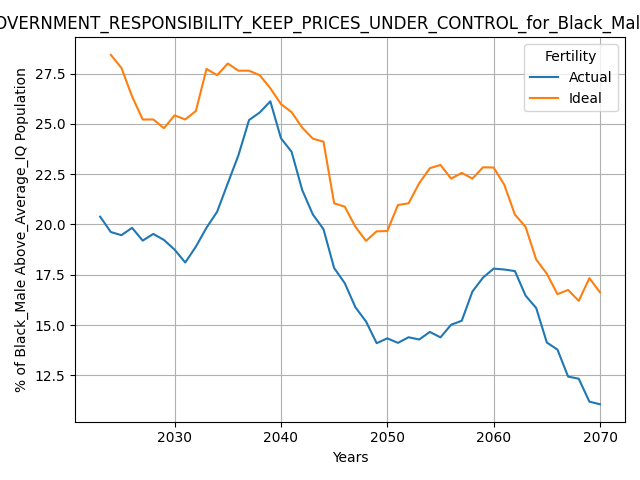 OVERNMENT_RESPONSIBILITY_KEEP_PRICES_UNDER_CONTROL_for_Black_Mal
Fertility
Actual
Ideal
% of Black_Male Above_Average_IQ Population
27.5
25.0
22.5
20.0
17.5
15.0
12.5
2030 2040 2050 2060 2070
Years